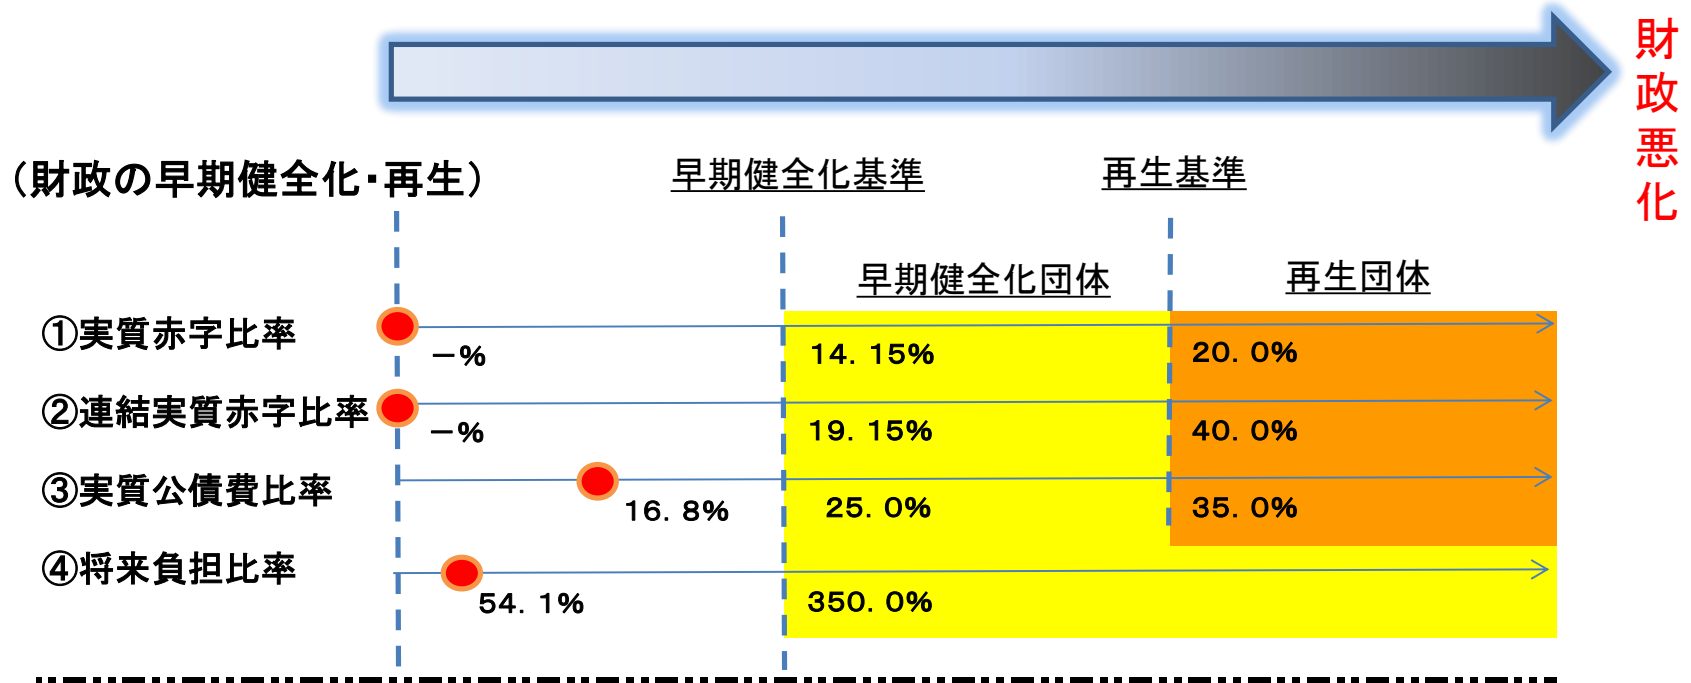 財政悪化
（財政の早期健全化・再生）
早期健全化基準
再生基準
早期健全化団体
再生団体
①実質赤字比率
－％
14．15％
20．0％
②連結実質赤字比率
－％
19．15％
40．0％
③実質公債費比率
16．8％
25．0％
35．0％
④将来負担比率
54．1％
350．0％